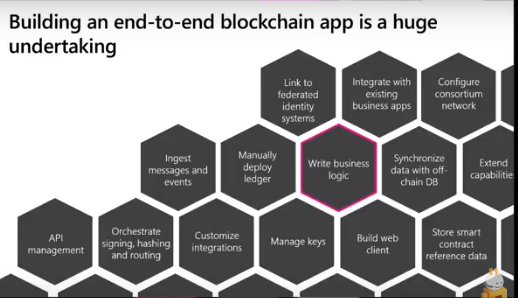 Building an end-to-end blockchain app is a huge
undertaking
Link to
federated
identity
systems
Integrate with
existing
business apps
Configure
consortium
network
Ingest
messages and
events
Manually
deploy
ledger
Write business
logic
Synchronize
data with off-
chain DB
Extend
capabilitie
API
management
Orchestrate
signing, hashing
and routing
Customize
integrations
Manage keys
Build web
client
Store smart
contract
reference data